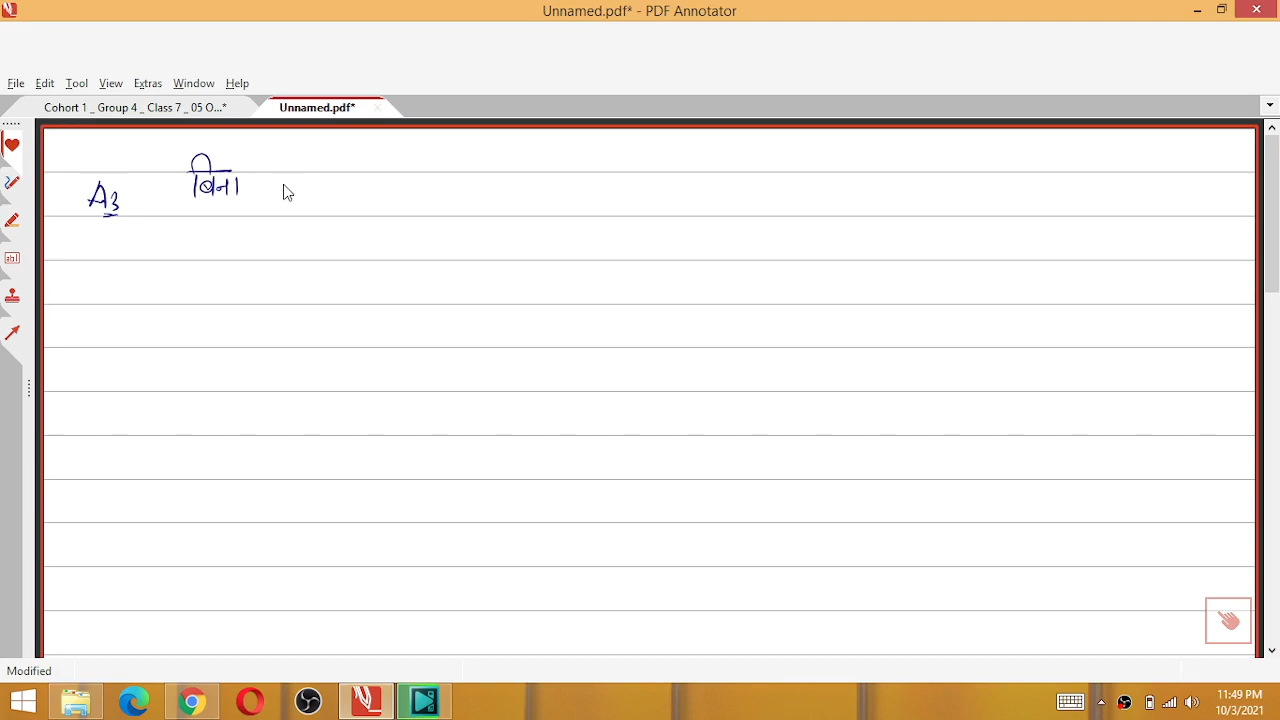 Unnamed.pdf* - PDF Annotator
File Edit Tool View Extras Window Help
Cohort 1 _ Group 4 _ Class 7 _ 05 O...* Unnamed.pdf*
बिना
A3
Modified
11:49 PM
10/3/2021